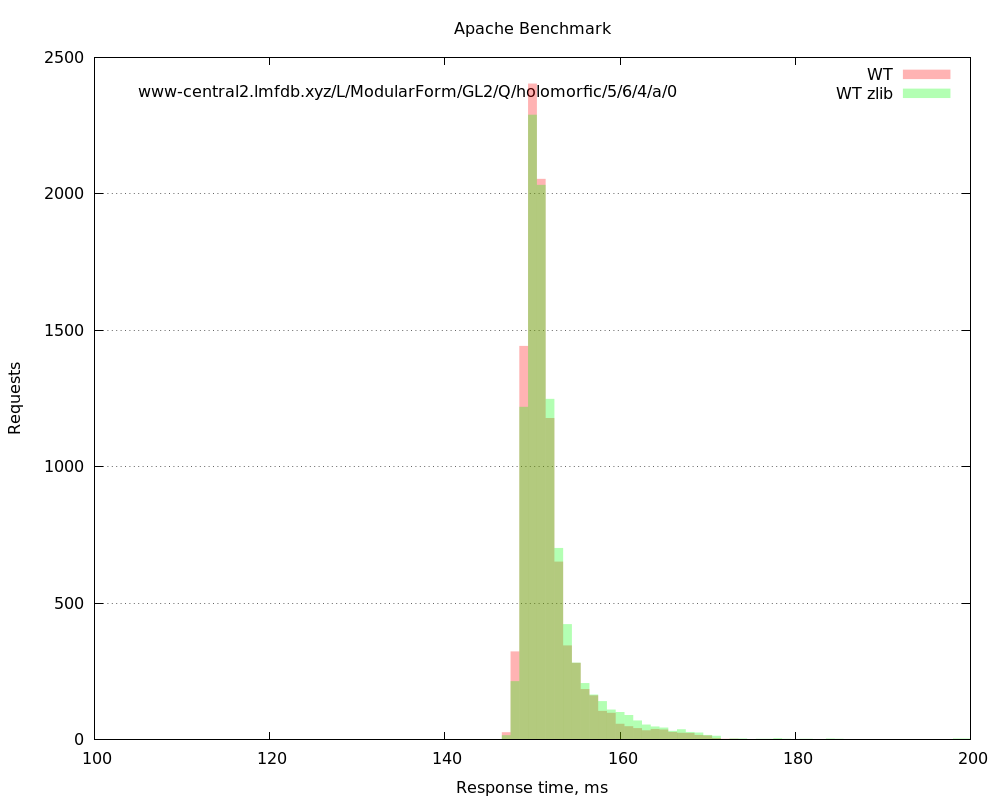 Apache Benchmark
2500
WT
www-central2.lmfdb.xyz/L/ModularForm/GL2/Q/holomorfic/5/6/4/a/0
WT zlib
2000
1500
Requests
1000
500
0
100 120 140 160 180 200
Response time, ms